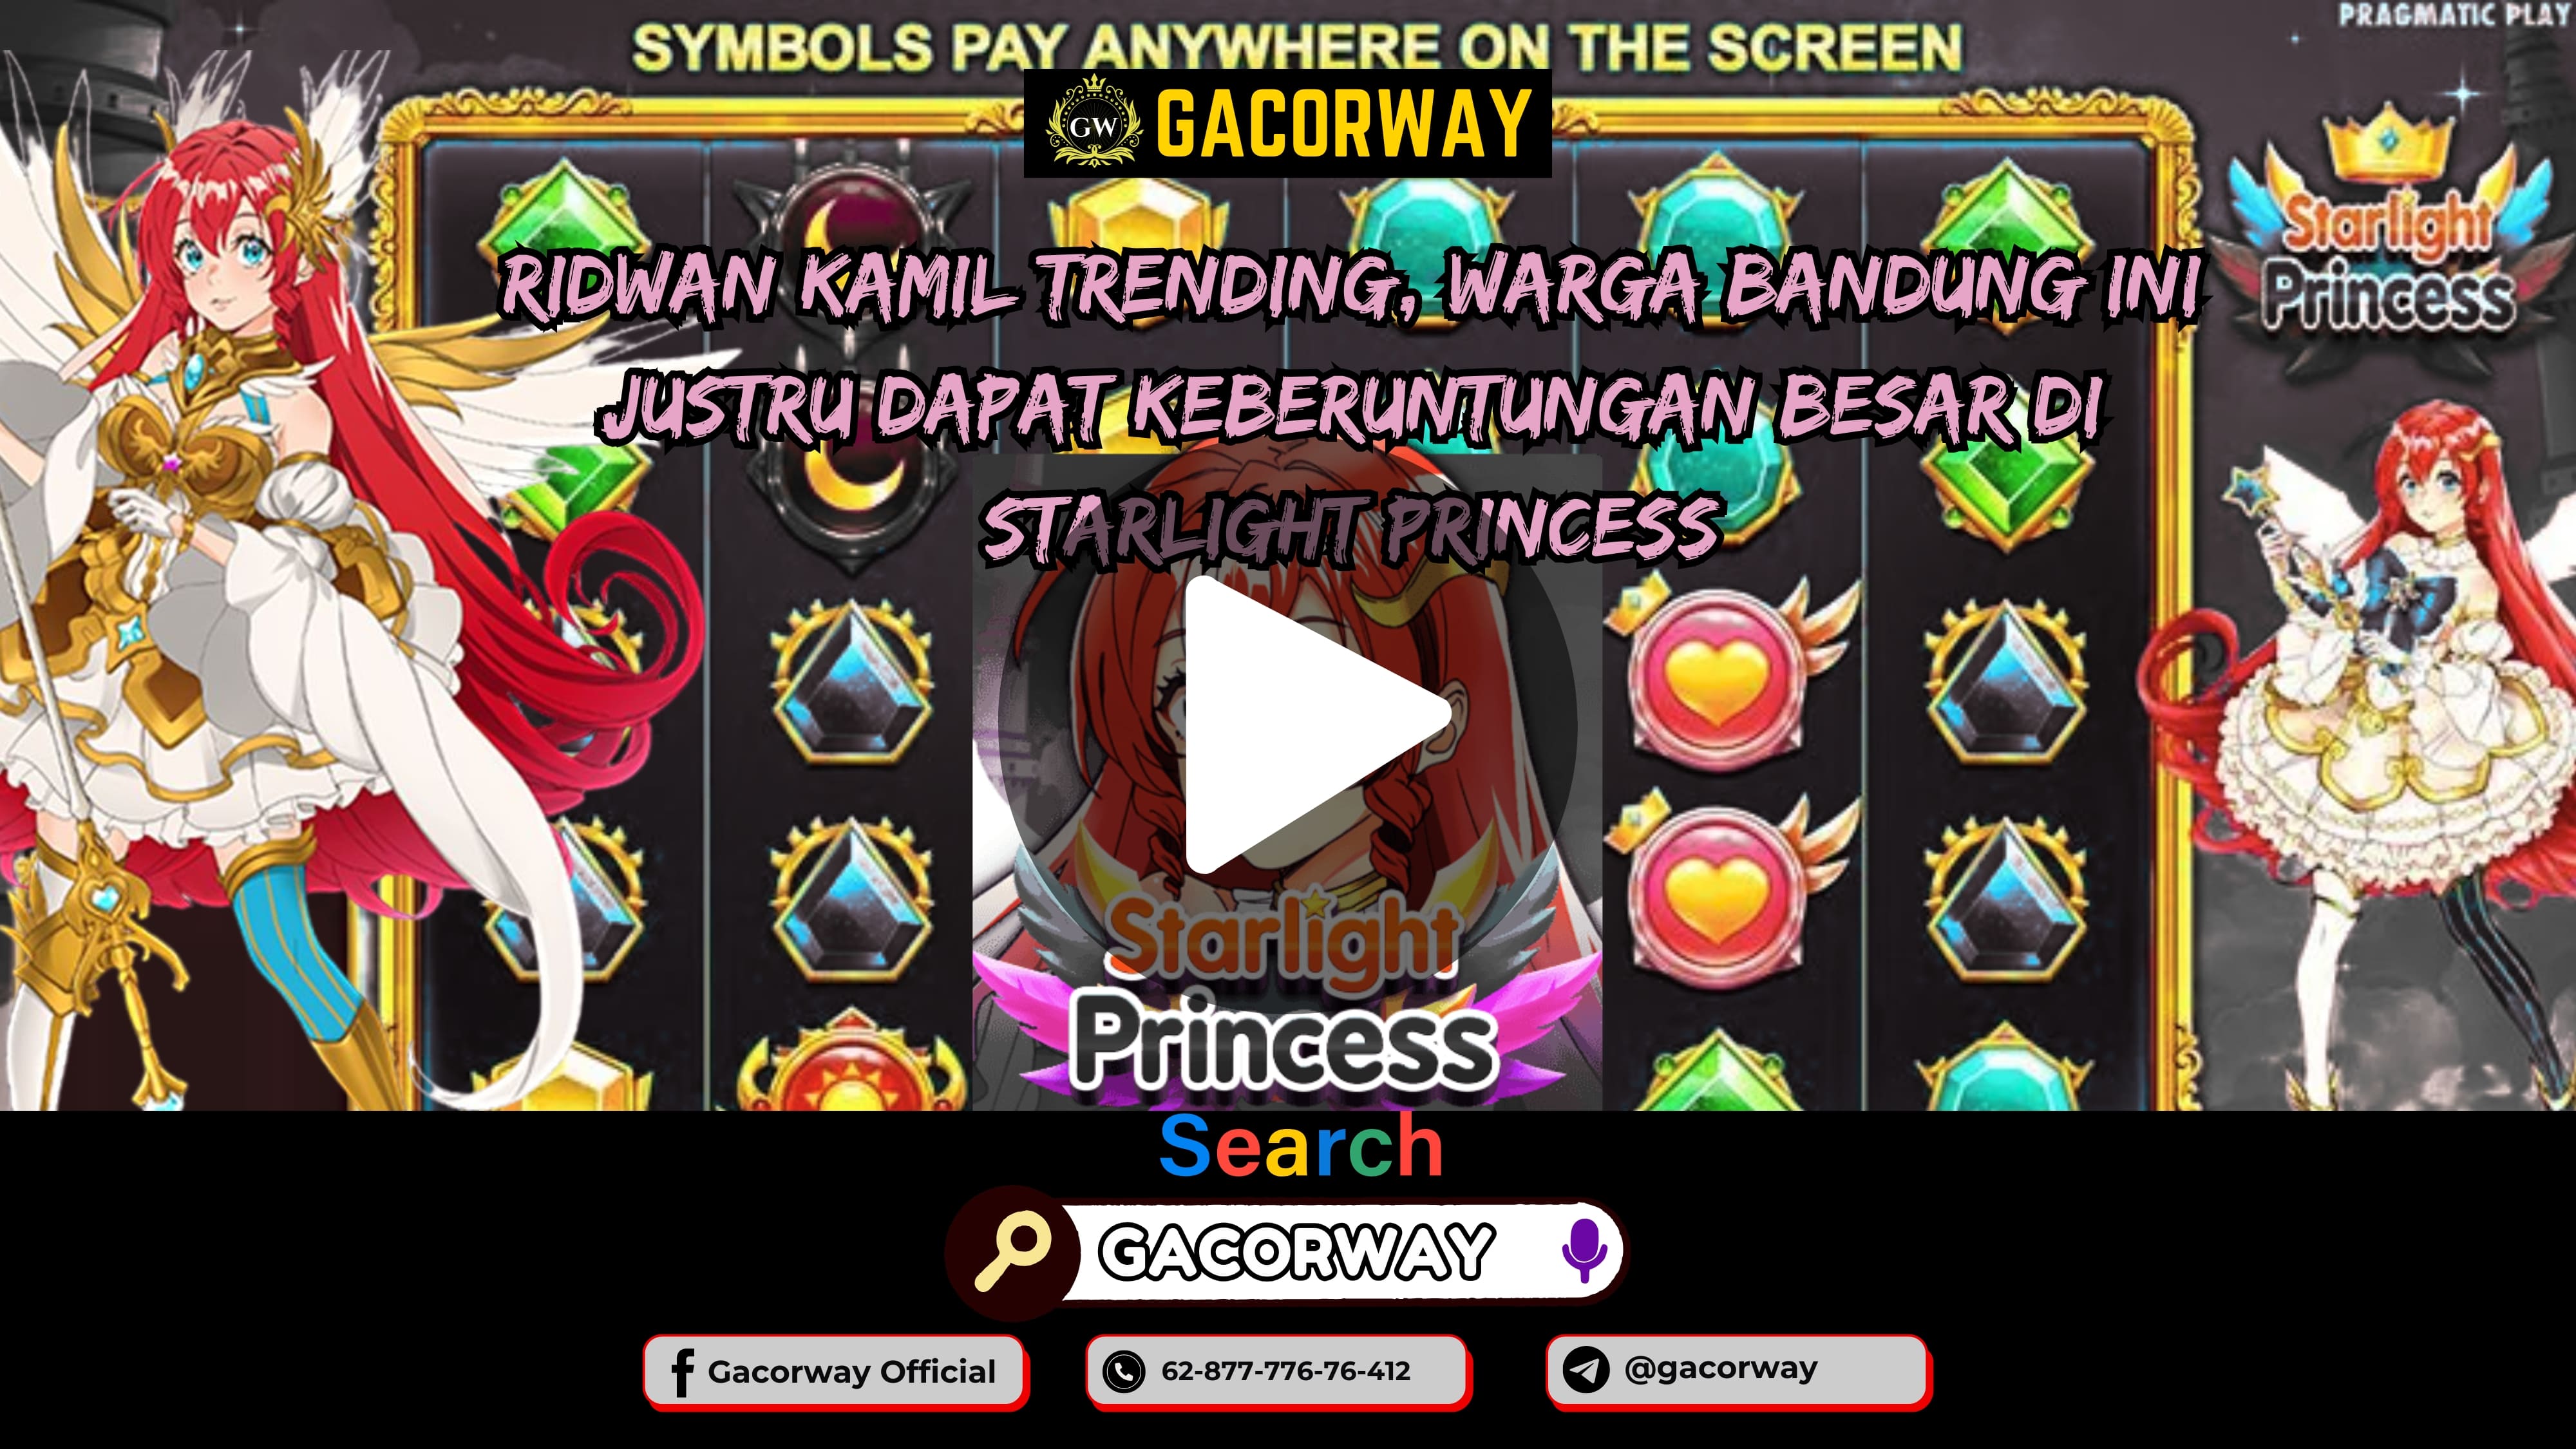 PRAGMATIC PLAY
SYMBOLS PAY ANYWHERE ON THE SCREEN
GW GACORWAY
RIDWAN KAMIL TRENDING, WARGA BANDUNG INI
JUSTRU DAPAT KEBERUNTUNGAN BESAR DI
STARLIGHT PRINCESS
Starlight
Princess
Starlight
Princess
Search
GACORWAY
Gacorway Official
62-877-776-76-412
@gacorway